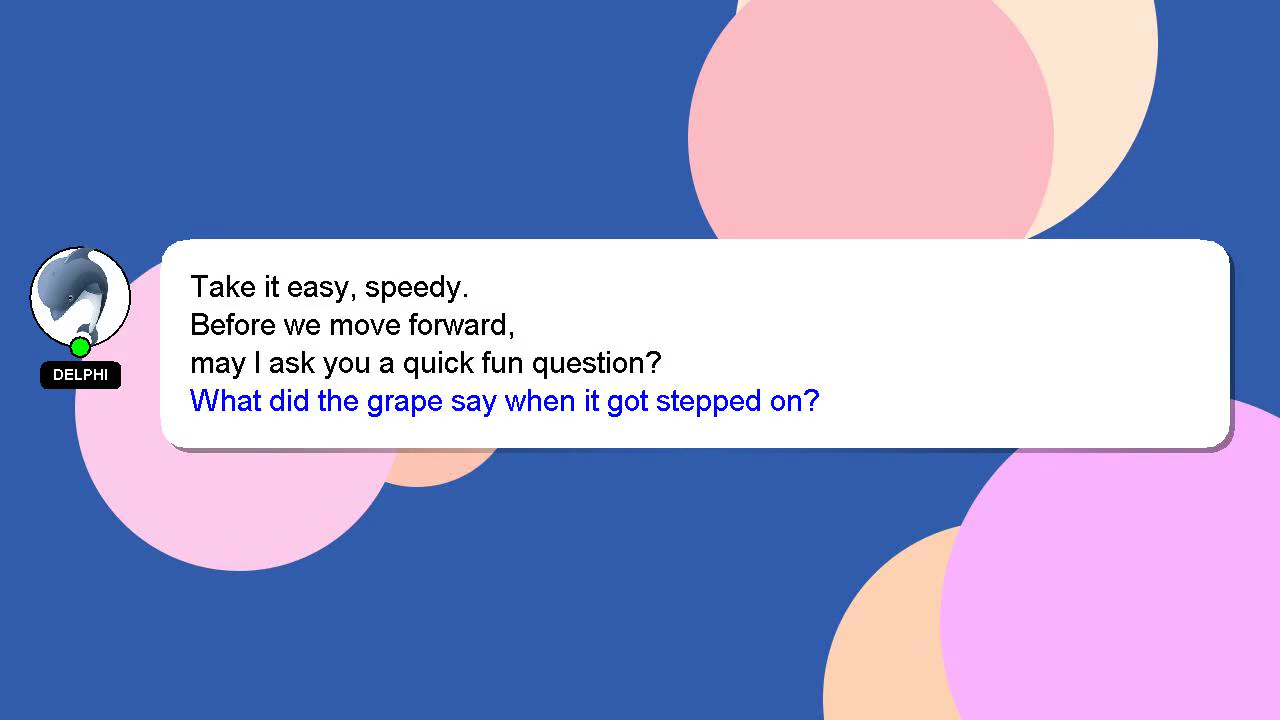 Take it easy, speedy.
Before we move forward,
may I ask you a quick fun question?
What did the grape say when it got stepped on?
DELPHI